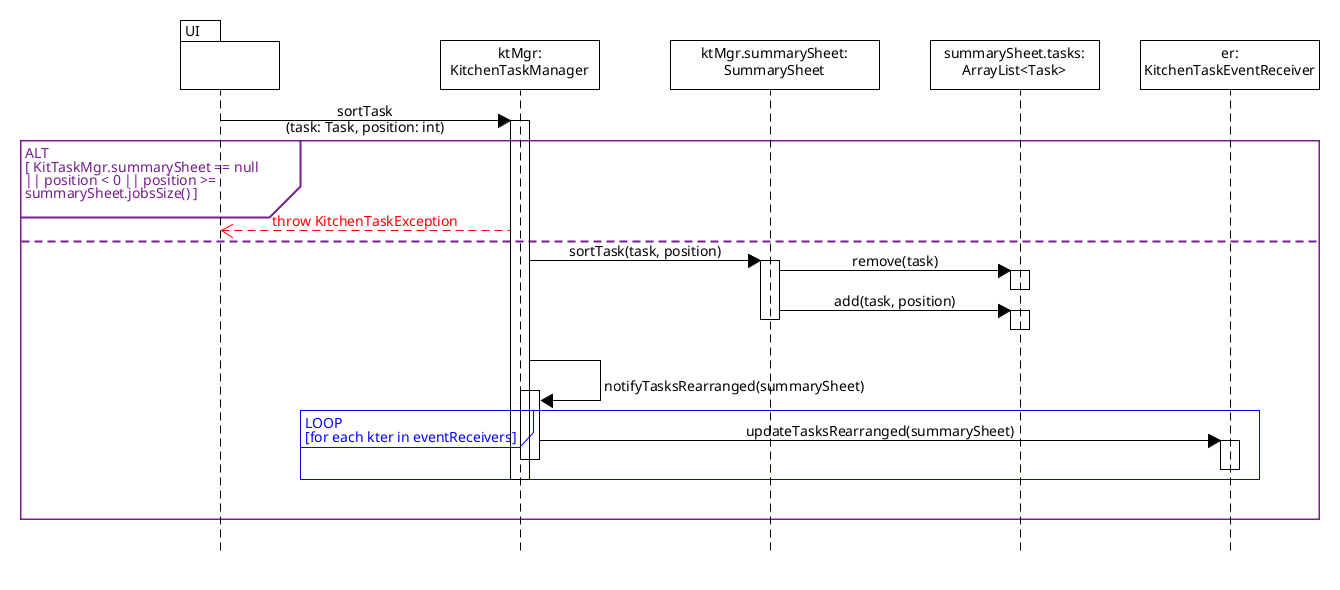 UI
ktMgr:
KitchenTaskManager
ktMgr.summarySheet:
SummarySheet
summarySheet.tasks:
ArrayList<Task>
er:
KitchenTaskEventReceiver
sortTask
(task: Task, position: int)
ALT
[ KitTaskMgr.summarySheet == null
|| position < 0 || position >=
summarySheet.jobsSize() ]
throw KitchenTaskException
sortTask(task, position)
remove(task)
add(task, position)
notifyTasksRearranged(summarySheet)
LOOP
[for each kter in eventReceivers]
updateTasksRearranged(summarySheet)